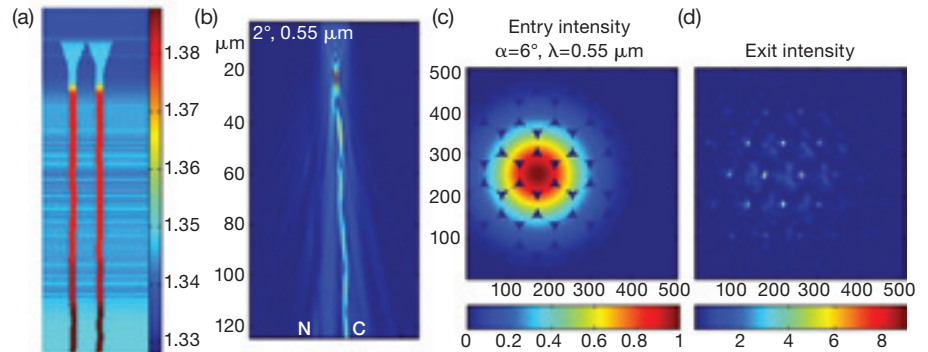 (a)
1.38
1.37
1.36
1.35
1.34
1.33
(b)
µm
20
40
60
80
100
120
2°, 0.55 µm
N C
(c)
Entry intensity
α=6°, λ=0.55 µm
500
400
300
200
100
100 200 300 400 500
0 0.2 0.4 0.6 0.8 1
(d)
Exit intensity
100 200 300 400 500
2 4 6 8